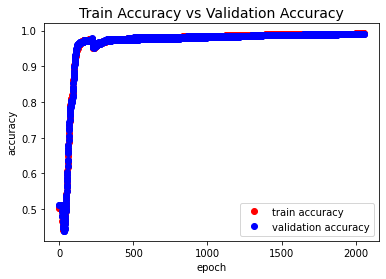 Train Accuracy vs Validation Accuracy
1.0
0.9
0.8
0.7
0.6
0.5
accuracy
train accuracy
validation accuracy
0
500
1000
1500
2000
epoch